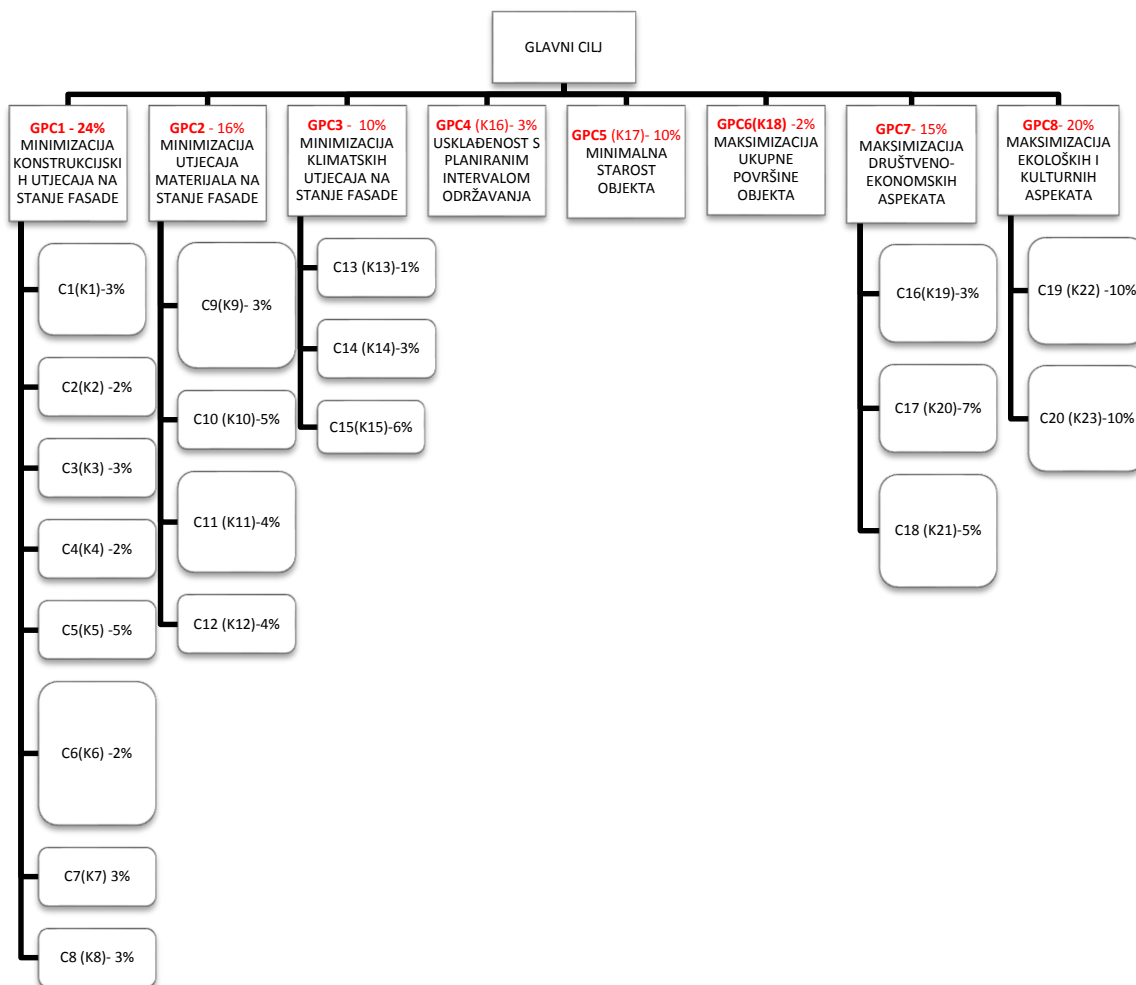 GLAVNI CILJ
GPC1 - 24%
MINIMIZACIJA
KONSTRUKCIJSKI
H UTJECAJA NA
STANJE FASADE
GPC2 - 16%
MINIMIZACIJA
UTJECAJA
MATERIJALA NA
STANJE FASADE
GPC3 - 10%
MINIMIZACIJA
KLIMATSKIH
UTJECAJA NA
STANJE FASADE
GPC4 (K16)- 3%
USKLAĐENOST S
PLANIRANIM
INTERVALOM
ODRŽAVANJA
GPC5 (K17)- 10%
MINIMALNA
STAROST
OBJEKTA
GPC6(K18) -2%
MAKSIMIZACIJA
UKUPNE
POVRŠINE
OBJEKTA
GPC7- 15%
MAKSIMIZACIJA
DRUŠTVENO-
EKONOMSKIH
ASPEKATA
GPC8- 20%
MAKSIMIZACIJA
EKOLOŠKIH I
KULTURNIH
ASPEKATA
C1(K1)-3%
C2(K2) -2%
C3(K3) -3%
C4(K4) -2%
C5(K5) -5%
C6(K6) -2%
C7(K7) 3%
C8 (K8)- 3%
C9(K9)- 3%
C10 (K10)-5%
C11 (K11)-4%
C12 (K12)-4%
C13 (K13)-1%
C14 (K14)-3%
C15(K15)-6%
C16(K19)-3%
C17 (K20)-7%
C18 (K21)-5%
C19 (K22) -10%
C20 (K23)-10%